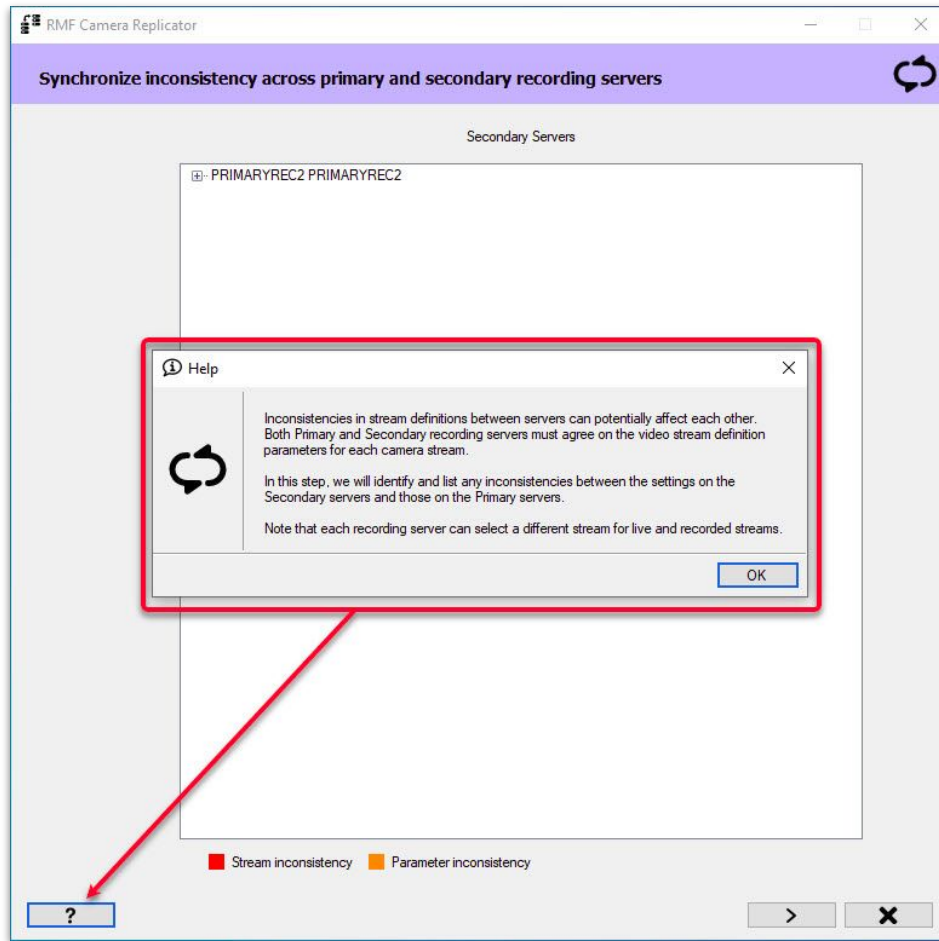 RMF Camera Replicator
Synchronize inconsistency across primary and secondary recording servers
Secondary Servers
PRIMARYREC2 PRIMARYREC2
Help
Inconsistencies in stream definitions between servers can potentially affect each other.
Both Primary and Secondary recording servers must agree on the video stream definition
parameters for each camera stream.
In this step, we will identify and list any inconsistencies between the settings on the
Secondary servers and those on the Primary servers.
Note that each recording server can select a different stream for live and recorded streams.
OK
Stream inconsistency Parameter inconsistency
? >